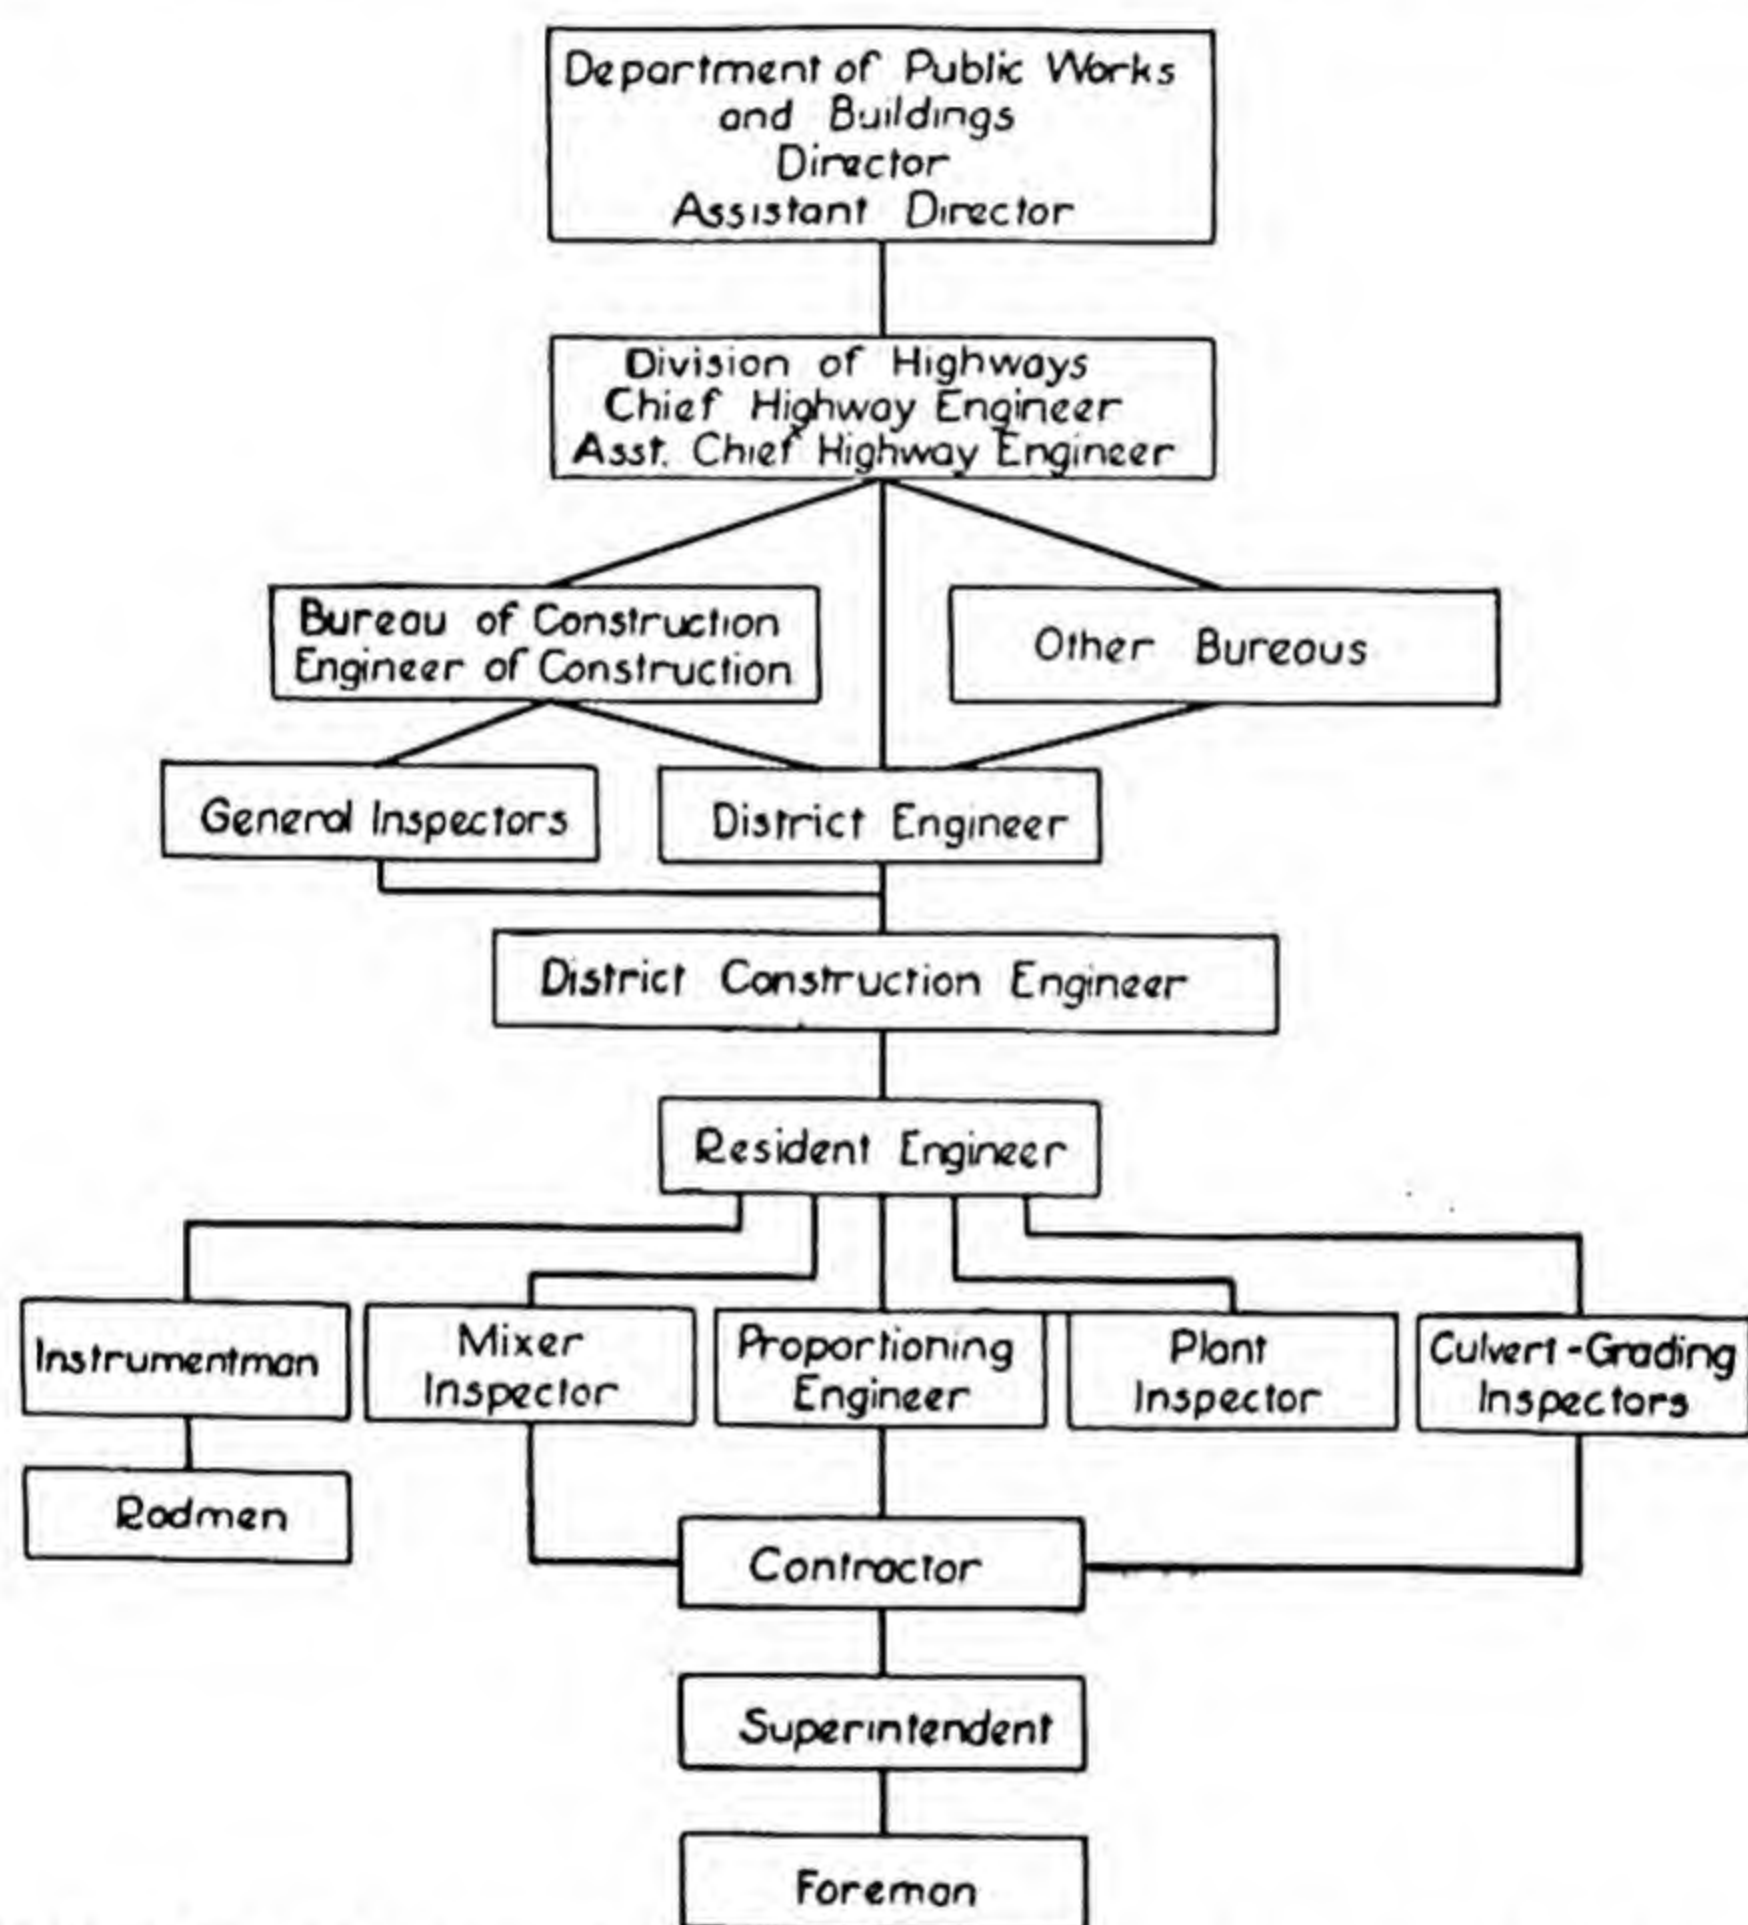 Department of Public Works
and Buildings
Director
Assistant Director
Division of Highways
Chief Highway Engineer
Asst. Chief Highway Engineer
Bureau of Construction
Engineer of Construction
Other Bureaus
General Inspectors
District Engineer
District Construction Engineer
Resident Engineer
Instrumentman
Mixer
Inspector
Proportioning
Engineer
Plant
Inspector
Culvert-Grading
Inspectors
Rodmen
Contractor
Superintendent
Foreman